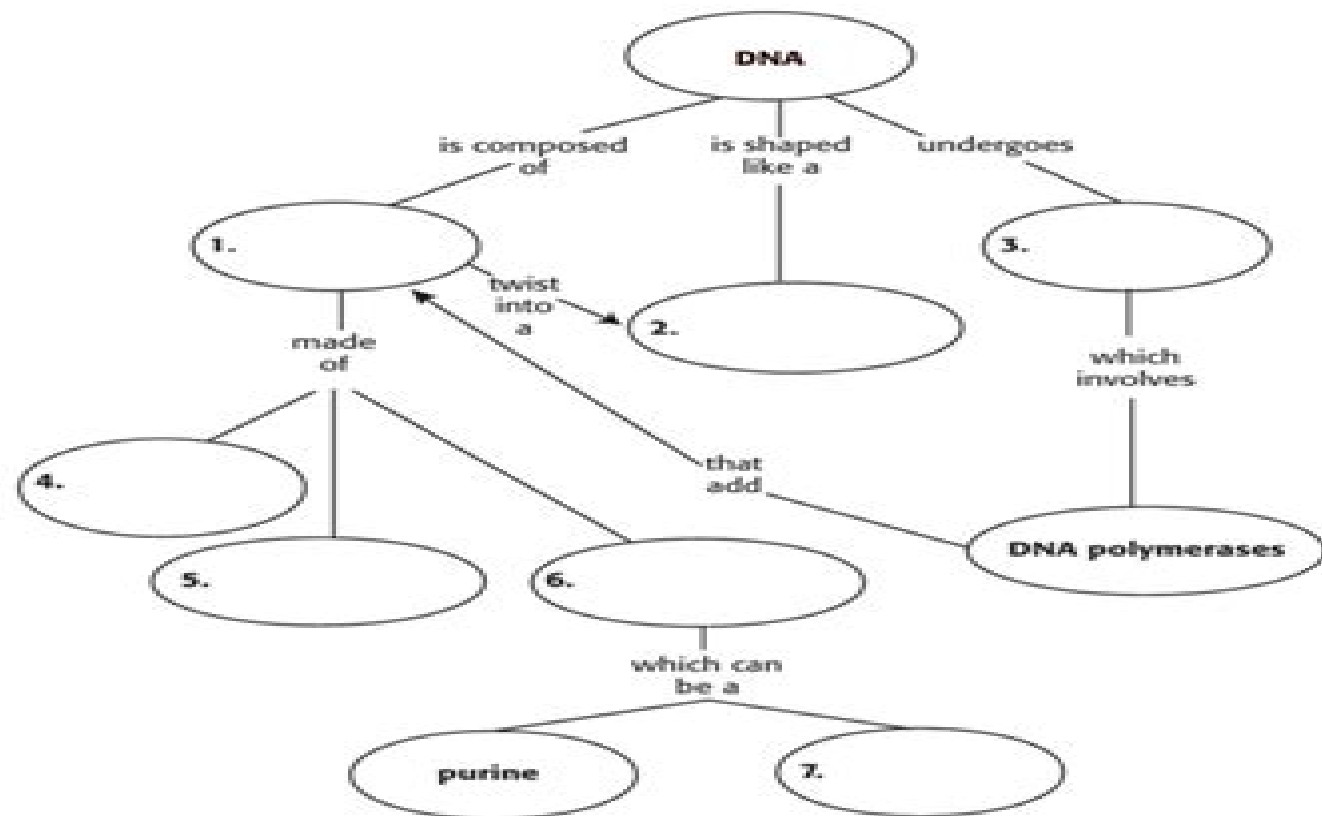 DNA
is composed
of
is shaped
like a
undergoes
1.
3.
twist
into
a
2.
made
of
which
involves
that
add
4.
DNA polymerases
5.
6.
which can
be a
purine
7.